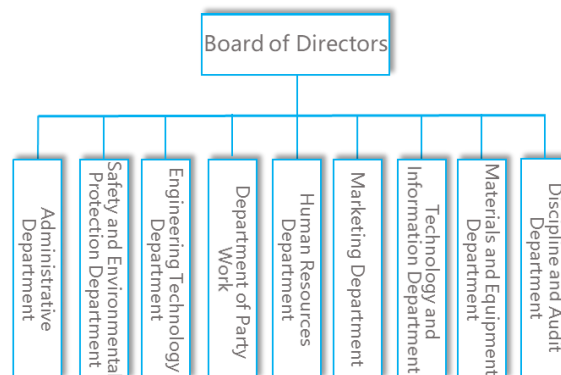 Board of Directors
Administrative
Department
Safety and Environmental
Protection Department
Engineering Technology
Department
Department of Party
Work
Human Resources
Department
Marketing Department
Technology and
Information Department
Materials and Equipment
Department
Discipline and Audit
Department